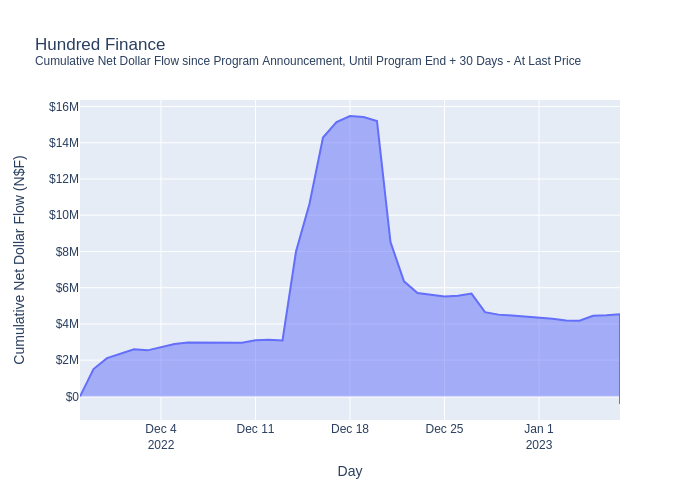 Hundred Finance
Cumulative Net Dollar Flow since Program Announcement, Until Program End + 30 Days - At Last Price
Cumulative Net Dollar Flow (N$F)
$16M
$14M
$12M
$10M
$8M
$6M
$4M
$2M
$0
Dec 4
2022
Dec 11
Dec 18
Dec 25
Jan 1
2023
Day